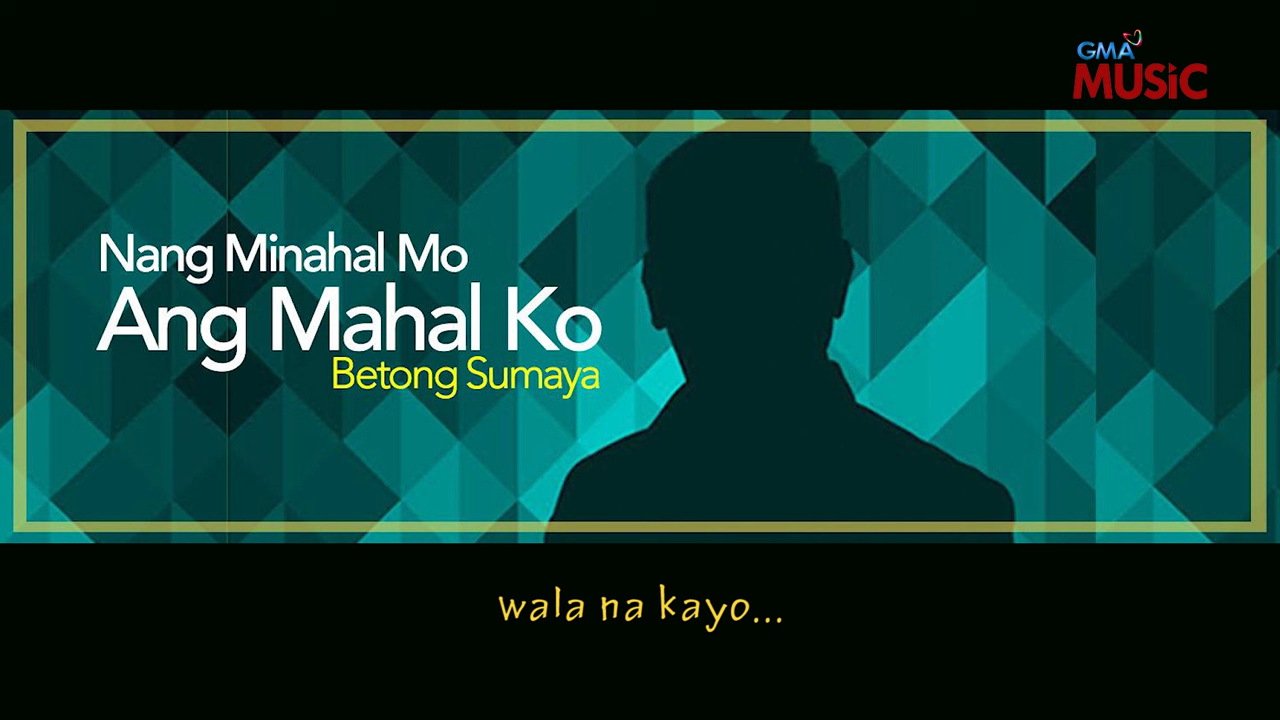 GMA
MUSiC
Nang Minahal Mo
Ang Mahal Ko
Betong Sumaya
wala na kayo...